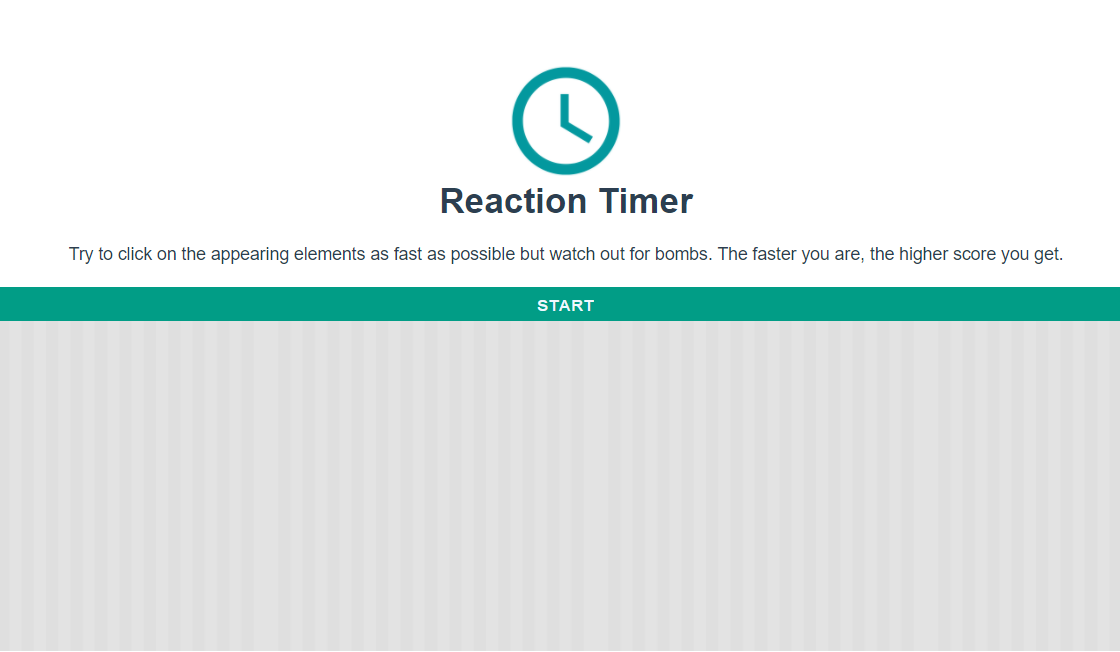 Reaction Timer
Try to click on the appearing elements as fast as possible but watch out for bombs. The faster you are, the higher score you get.
START